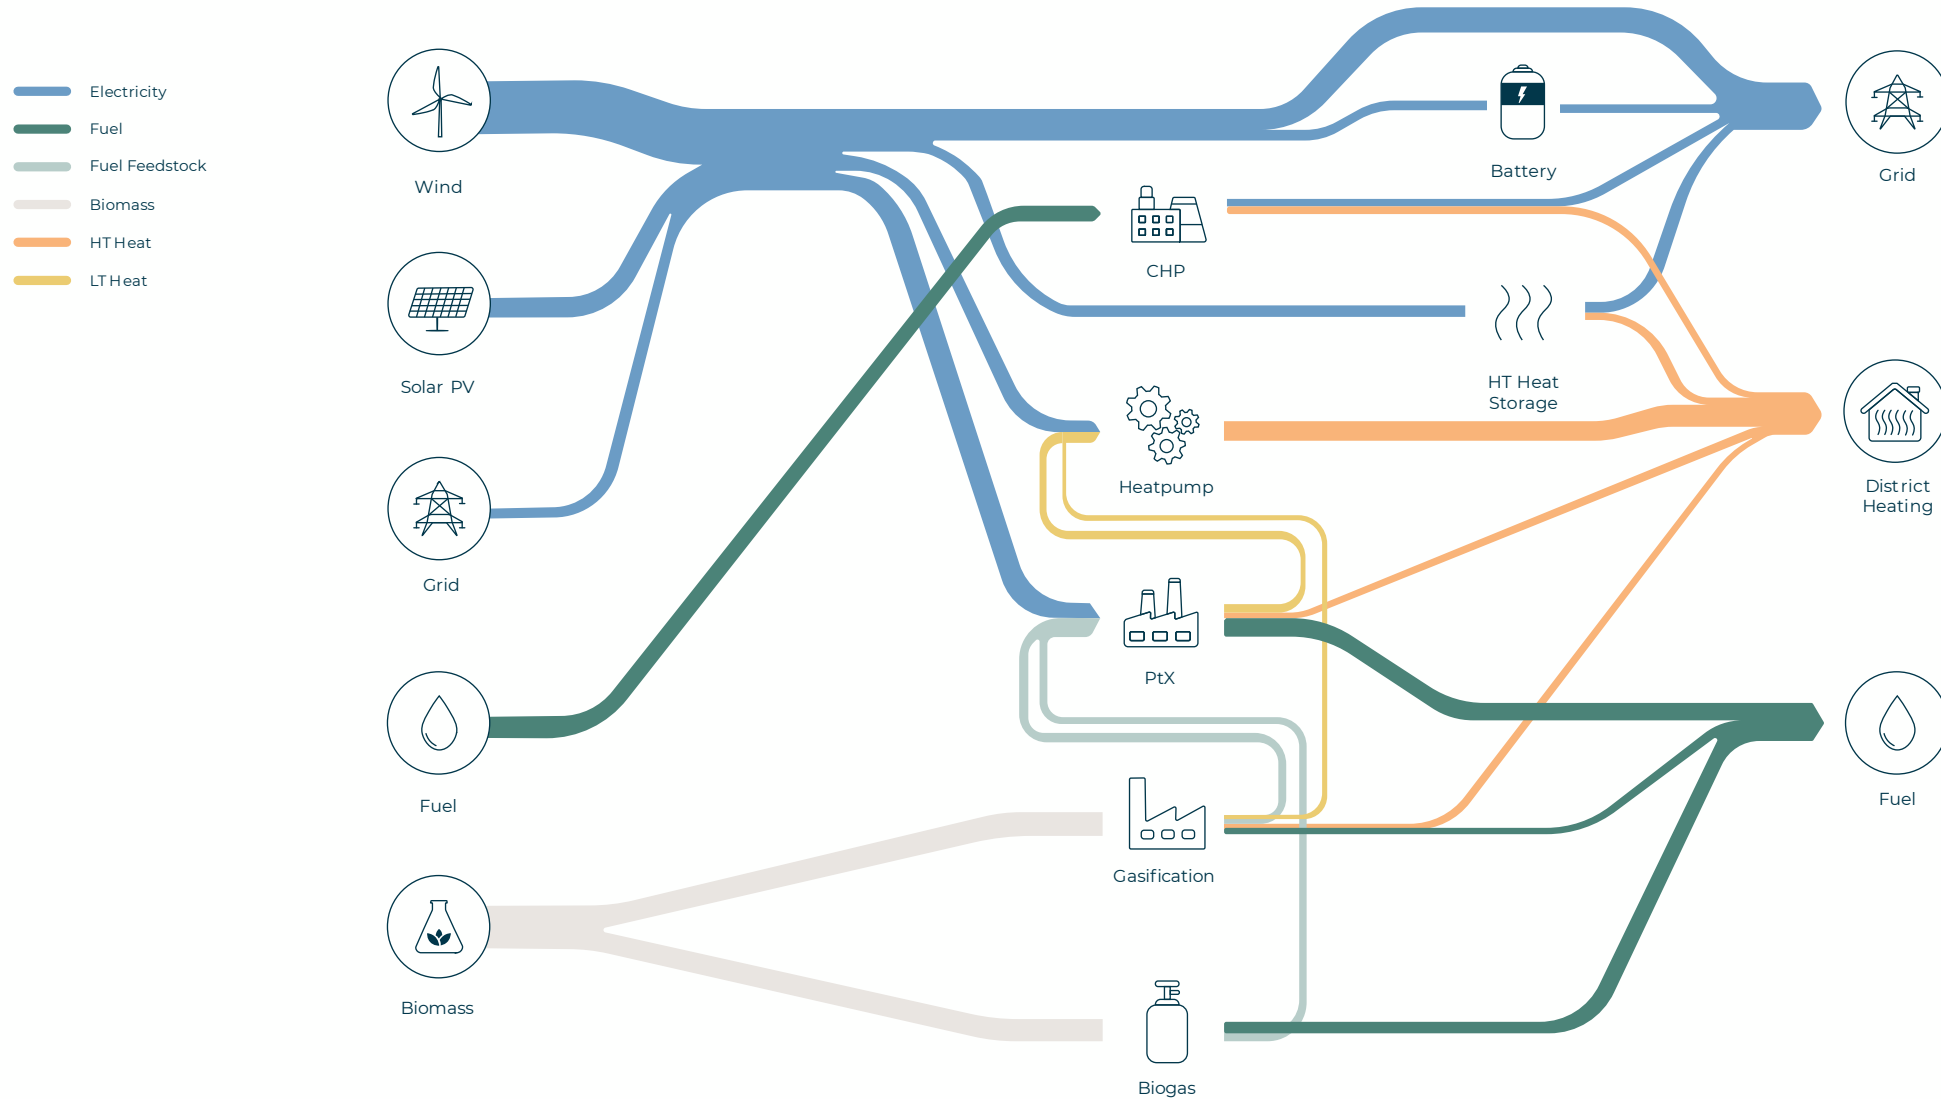 Electricity
Fuel
Fuel Feedstock
Biomass
HT Heat
LT Heat
Wind
Solar PV
Grid
Fuel
Biomass
CHP
Heatpump
PtX
Gasification
Biogas
Battery
HT Heat
Storage
Grid
District
Heating
Fuel